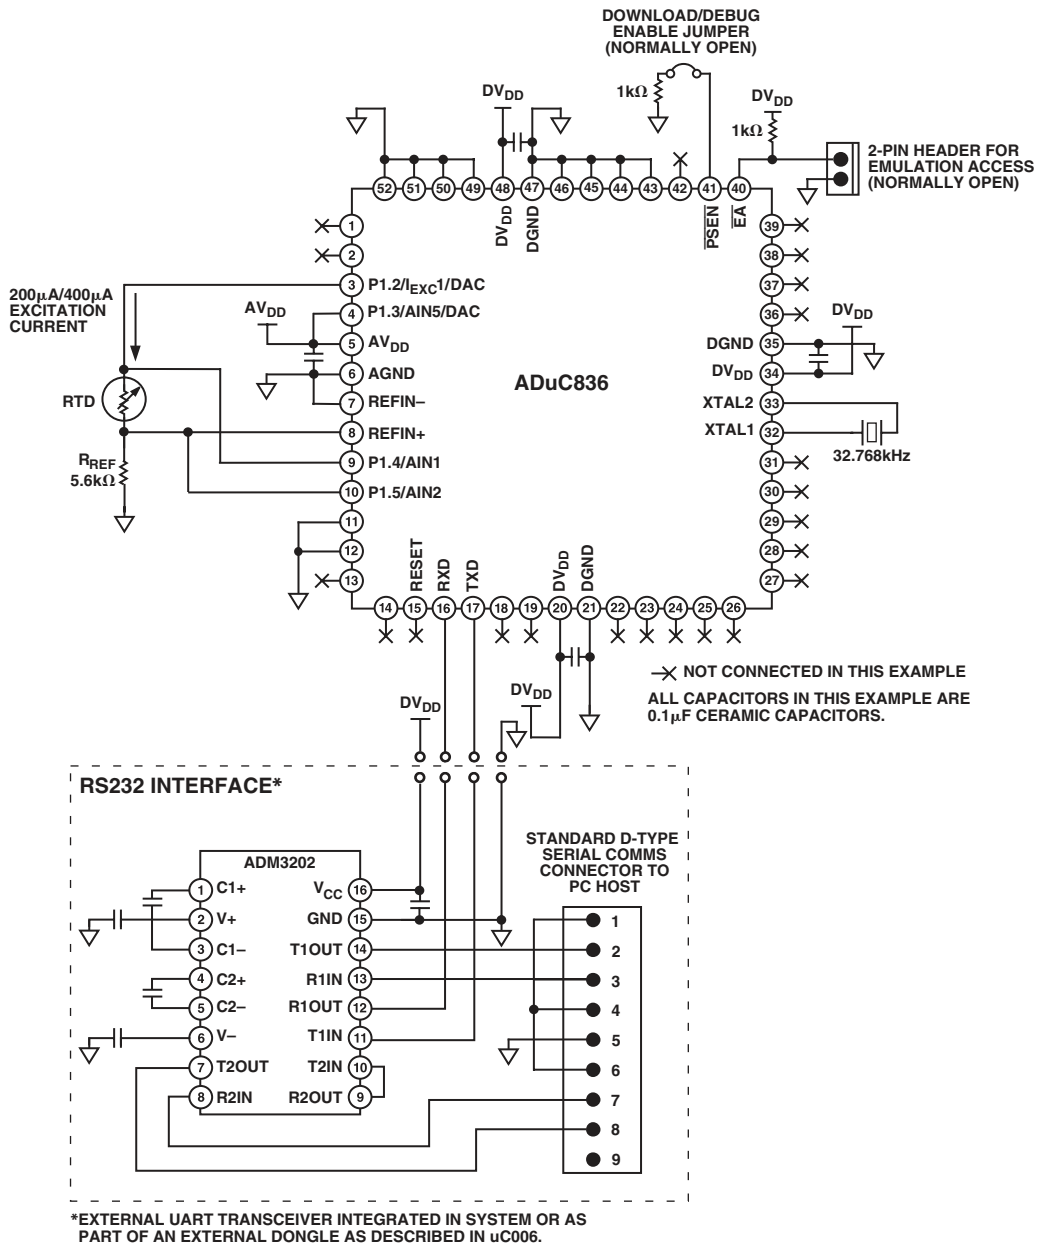 DOWNLOAD/DEBUG
ENABLE JUMPER
(NORMALLY OPEN)
1kΩ
DVDD
DVDD
1kΩ
2-PIN HEADER FOR
EMULATION ACCESS
(NORMALLY OPEN)
52 51 50 49 48 47 46 45 44 43 42 41 40
DVDD
DGND
PSEN
EA
1
2
3 P1.2/IEXC1/DAC
4 P1.3/AIN5/DAC
5 AVDD
6 AGND
7 REFIN–
8 REFIN+
9 P1.4/AIN1
10 P1.5/AIN2
11
12
13
200µA/400µA
EXCITATION
CURRENT
AVDD
RTD
RREF
5.6kΩ
ADuC836
39
38
37
36
DGND 35
DVDD 34
XTAL2 33
XTAL1 32
31
30
29
28
27
DVDD
32.768kHz
RESET
RXD
TXD
DVDD
DGND
14 15 16 17 18 19 20 21 22 23 24 25 26
NOT CONNECTED IN THIS EXAMPLE
ALL CAPACITORS IN THIS EXAMPLE ARE
0.1µF CERAMIC CAPACITORS.
DVDD
DVDD
RS232 INTERFACE*
ADM3202
1 C1+
2 V+
3 C1–
4 C2+
5 C2–
6 V–
7 T2OUT
8 R2IN
VCC 16
GND 15
T1OUT 14
R1IN 13
R1OUT 12
T1IN 11
T2IN 10
R2OUT 9
STANDARD D-TYPE
SERIAL COMMS
CONNECTOR TO
PC HOST
1
2
3
4
5
6
7
8
9
*EXTERNAL UART TRANSCEIVER INTEGRATED IN SYSTEM OR AS
PART OF AN EXTERNAL DONGLE AS DESCRIBED IN uC006.